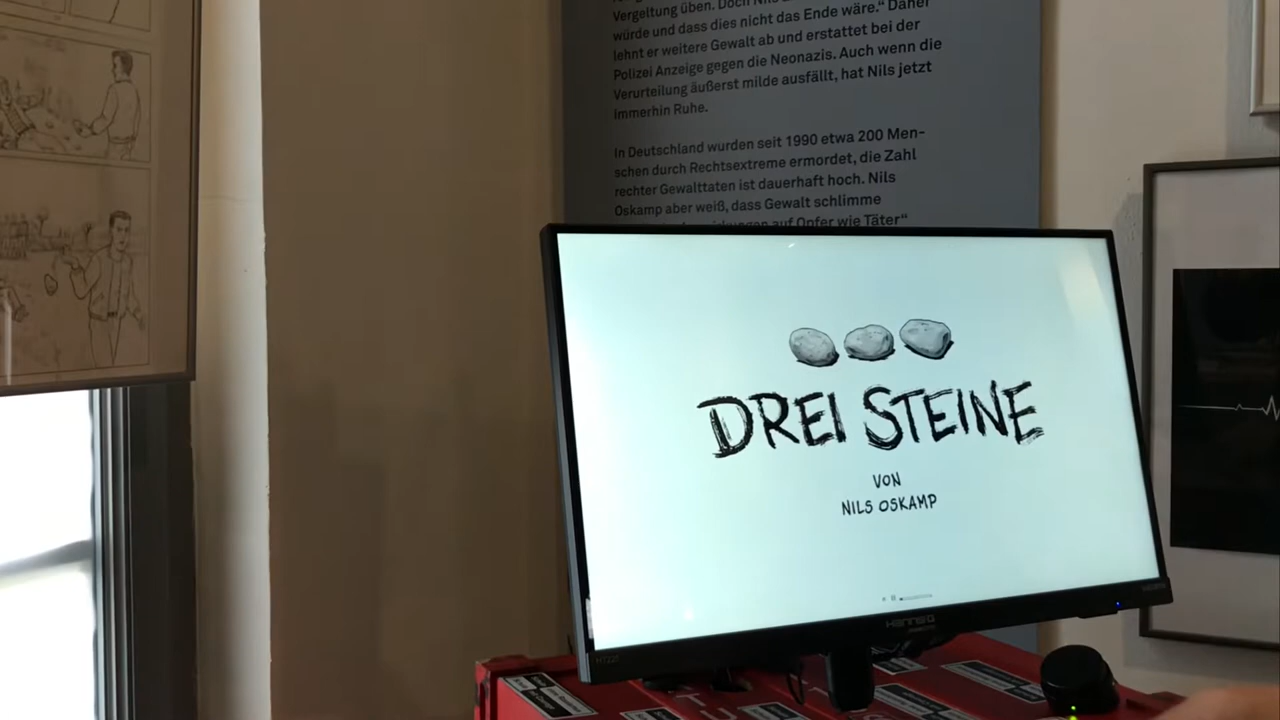 Vergeltung üben. Doch Nils
würde und dass dies nicht das Ende wäre.“ Daher
lehnt er weitere Gewalt ab und erstattet bei der
Polizei Anzeige gegen die Neonazis. Auch wenn die
Verurteilung äußerst milde ausfällt, hat Nils jetzt
immerhin Ruhe.
In Deutschland wurden seit 1990 etwa 200 Men-
schen durch Rechtsextreme ermordet, die Zahl
rechter Gewalttaten ist dauerhaft hoch. Nils
Oskamp aber weiß, dass Gewalt schlimme
auf Opfer wie Täter“
DREI STEINE
VON
NILS OSKAMP
HANNSG